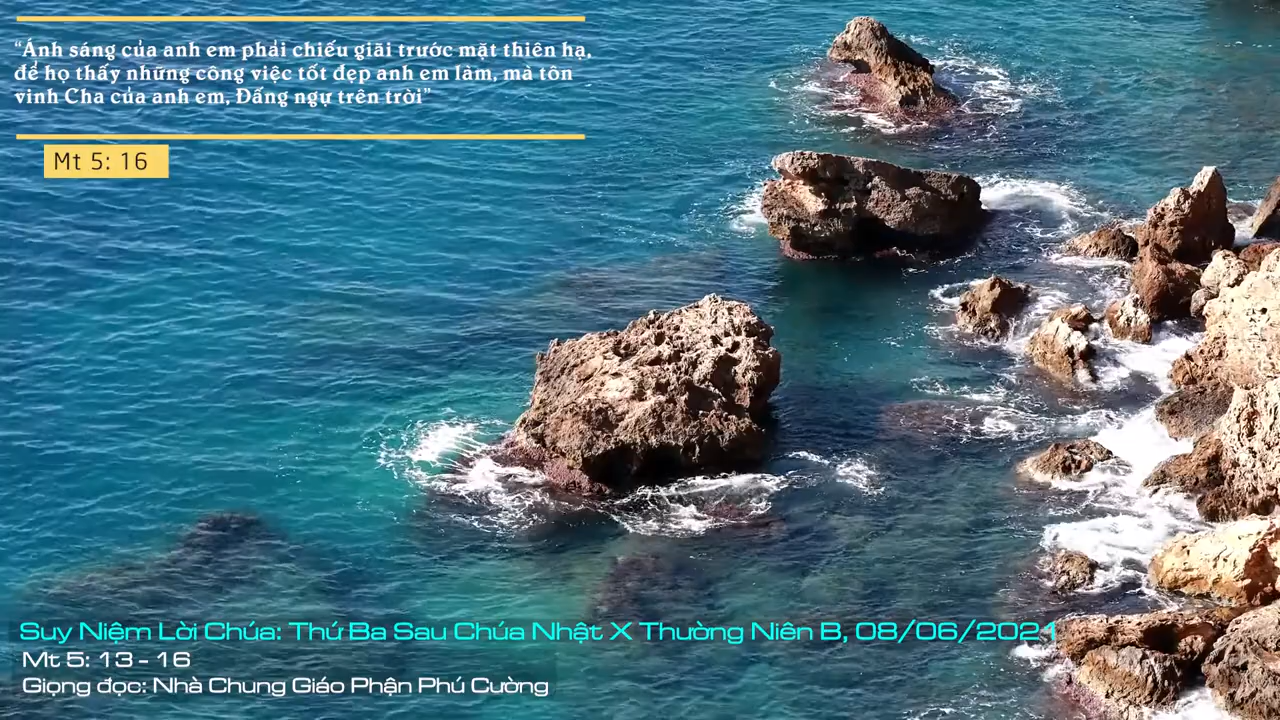 “Ánh sáng của anh em phải chiếu giãi trước mặt thiên hạ,
để họ thấy những công việc tốt đẹp anh em làm, mà tôn
vinh Cha của anh em, Đấng ngự trên trời”
Mt 5: 16
Suy Niệm Lời Chúa: Thứ Ba Sau Chúa Nhật X Thường Niên B, 08/06/2021
Mt 5: 13 - 16
Giọng đọc: Nhà Chung Giáo Phận Phú Cường